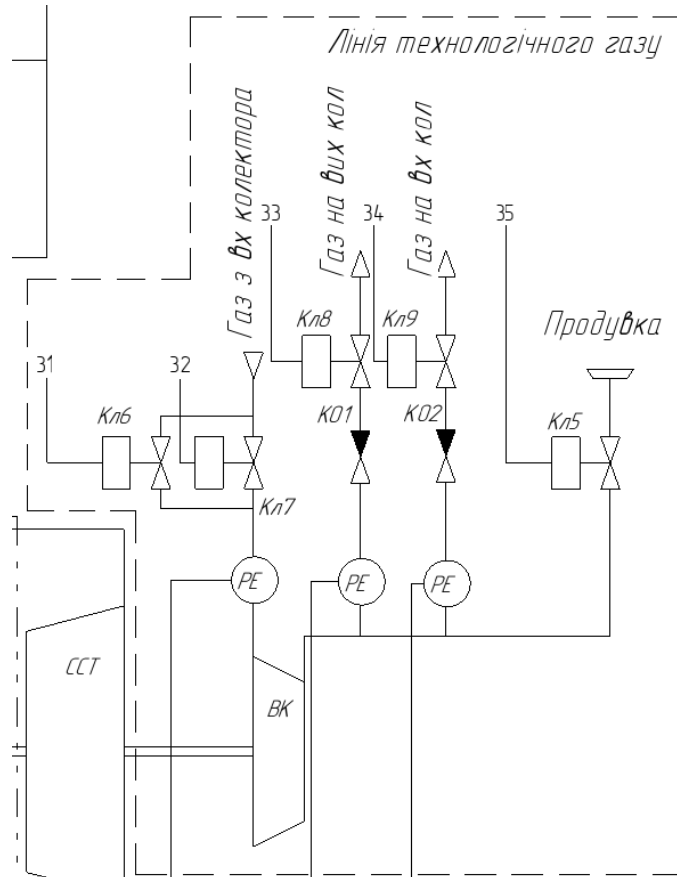 Лінія технологічного газу
Газ з вх колектора
Газ на вих кол
Газ на вх кол
33
34
35
Кл8
Кл9
Продувка
31
32
Кл6
КО1
КО2
Кл5
Кл7
PE
PE
PE
ССТ
ВК